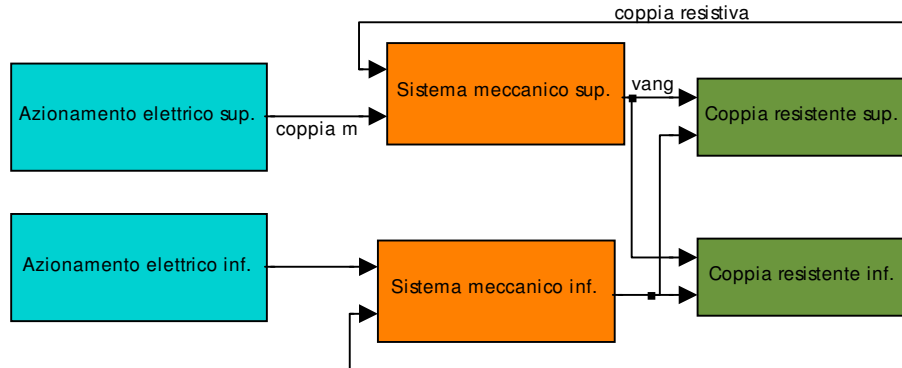 coppia resistiva
Sistema meccanico sup.
vang
Azionamento elettrico sup.
coppia m
Coppia resistente sup.
Azionamento elettrico inf.
Sistema meccanico inf.
Coppia resistente inf.